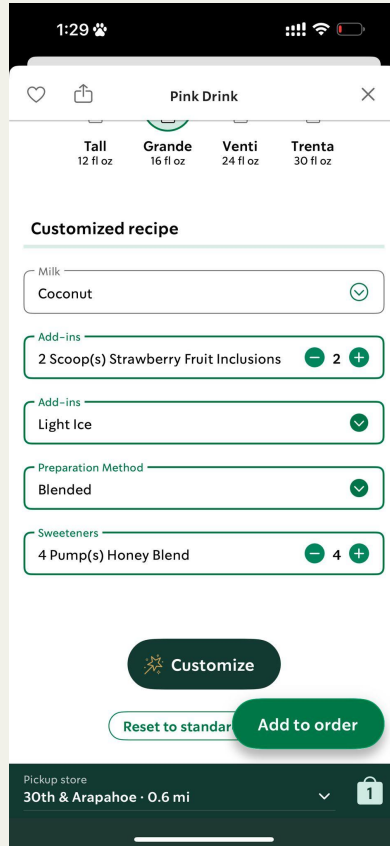 1:29
Pink Drink
Tall Grande Venti Trenta
12 fl oz 16 fl oz 24 fl oz 30 fl oz
Customized recipe
Milk
Coconut
Add-ins
2 Scoop(s) Strawberry Fruit Inclusions 2
Add-ins
Light Ice
Preparation Method
Blended
Sweeteners
4 Pump(s) Honey Blend 4
Customize
Reset to standar
Add to order
Pickup store
30th & Arapahoe · 0.6 mi
1